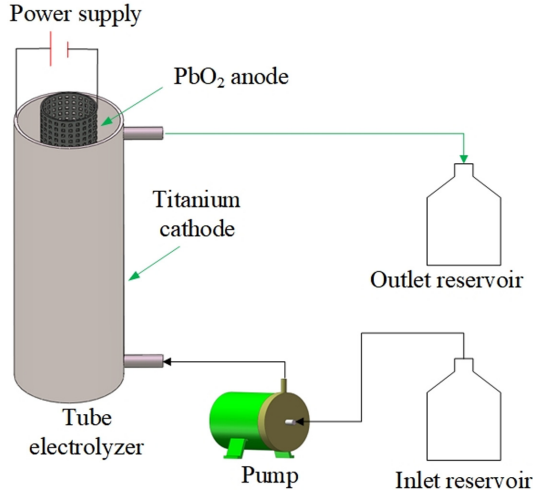 Power supply
PbO₂ anode
Titanium
cathode
Outlet reservoir
Tube
electrolyzer
Pump
Inlet reservoir